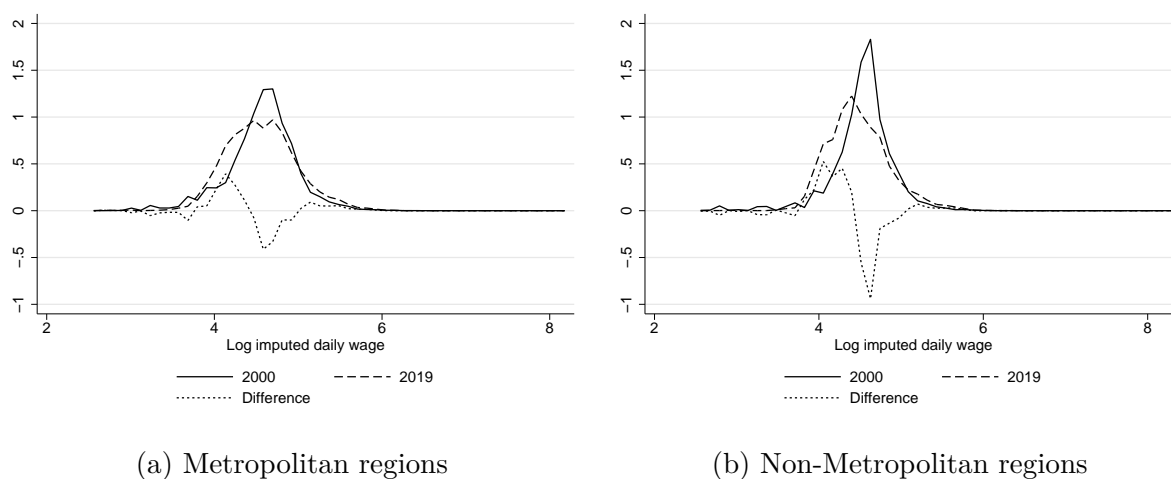 2
1.5
1
.5
0
-.5
-1
2 4 6 8
Log imputed daily wage
2000 2019
Difference
(a) Metropolitan regions
2
1.5
1
.5
0
-.5
-1
2 4 6 8
Log imputed daily wage
2000 2019
Difference
(b) Non-Metropolitan regions